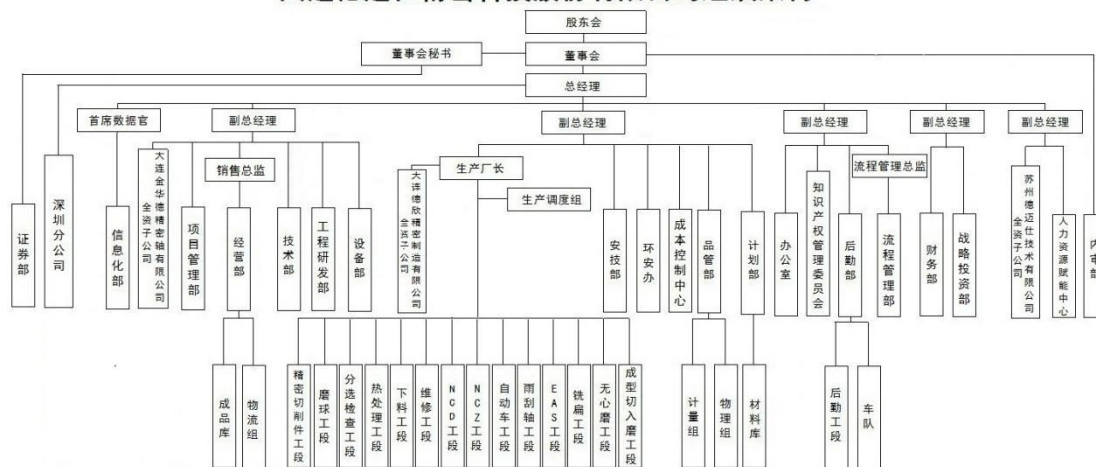 股东会
董事会秘书
董事会
总经理
首席数据官
副总经理
副总经理
副总经理
副总经理
副总经理
销售总监
生产厂长
流程管理总监
生产调度组
证券部
深圳分公司
信息化部
大连金华德精密轴有限公司
全资子公司
项目管理部
经营部
技术部
工程研发部
设备部
大连德欣精密制造有限公司
全资子公司
安技部
环安办
成本控制中心
品管部
计划部
办公室
知识产权管理委员会
后勤部
流程管理部
财务部
战略投资部
苏州德迈仕技术有限公司
全资子公司
人力资源赋能中心
内审部
成品库
物流组
精密切削件工段
磨球工段
分选检查工段
热处理工段
下料工段
维修工段
NCD工段
NCZ工段
自动车工段
雨刮轴工段
EAS工段
铣扁工段
无心磨工段
成型切入磨工段
计量组
物理组
材料库
后勤工段
车队